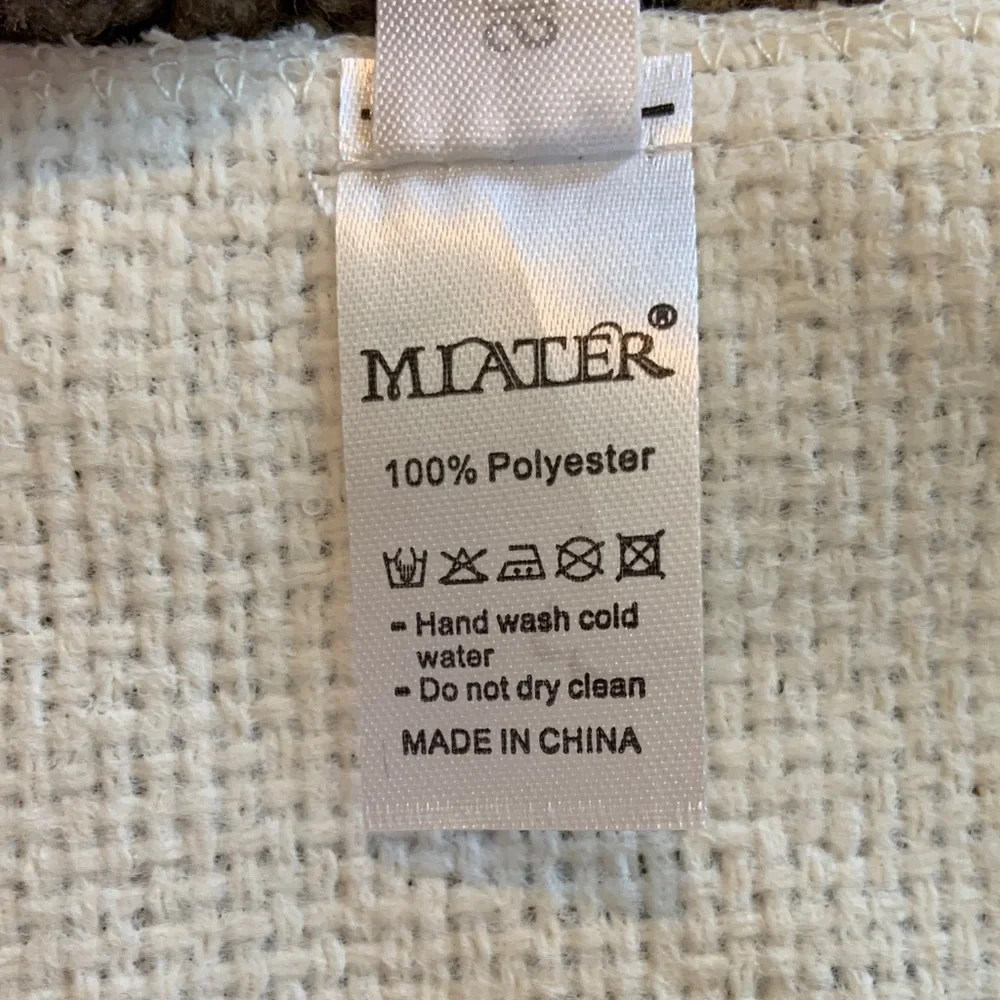 MIATER®
100% Polyester
- Hand wash cold
water
- Do not dry clean
MADE IN CHINA